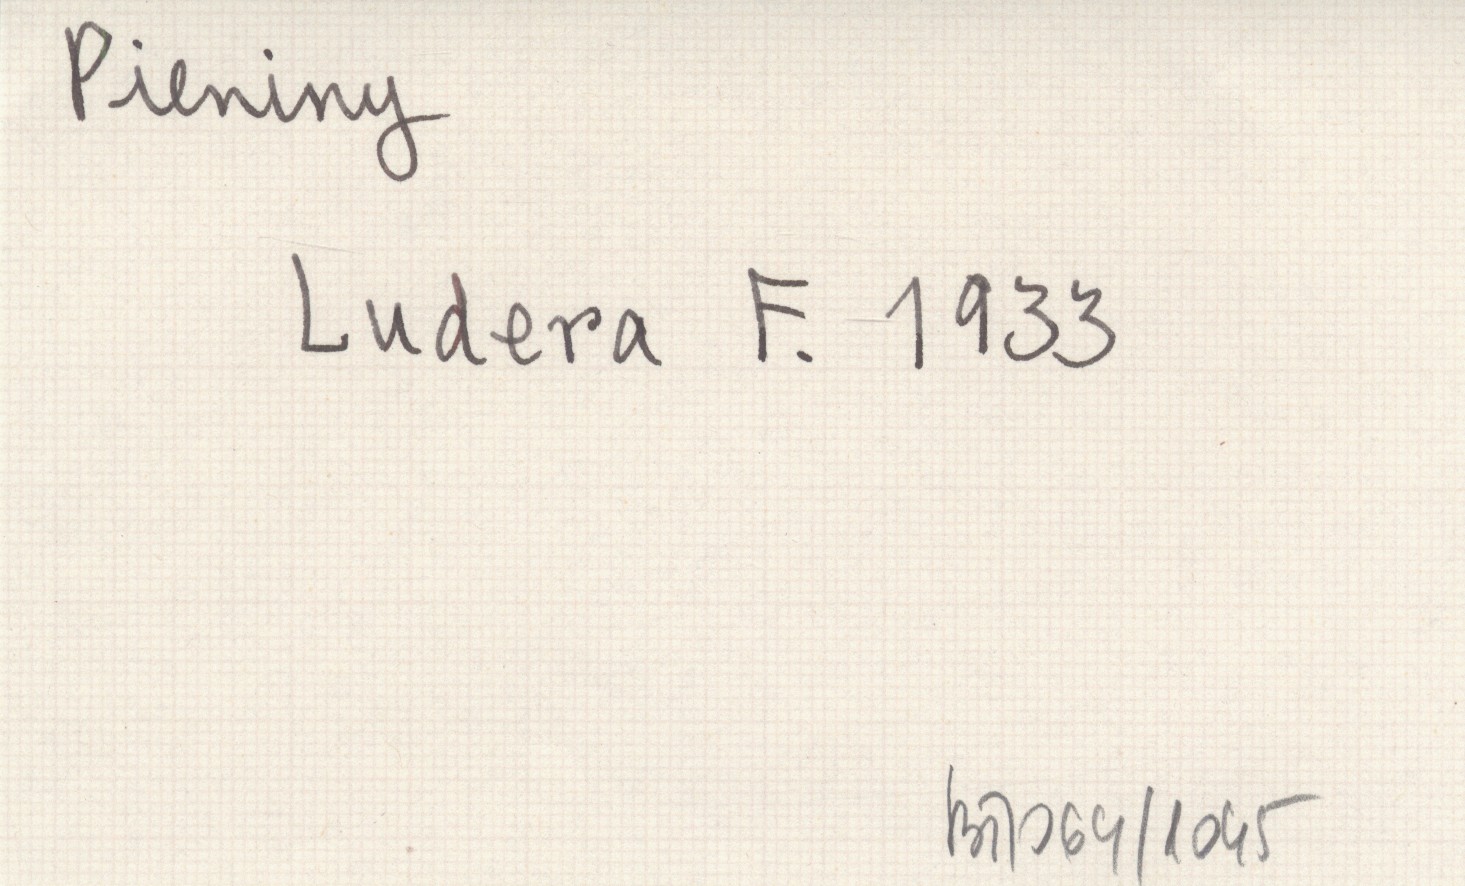 Pieniny
Ludera F. 1933